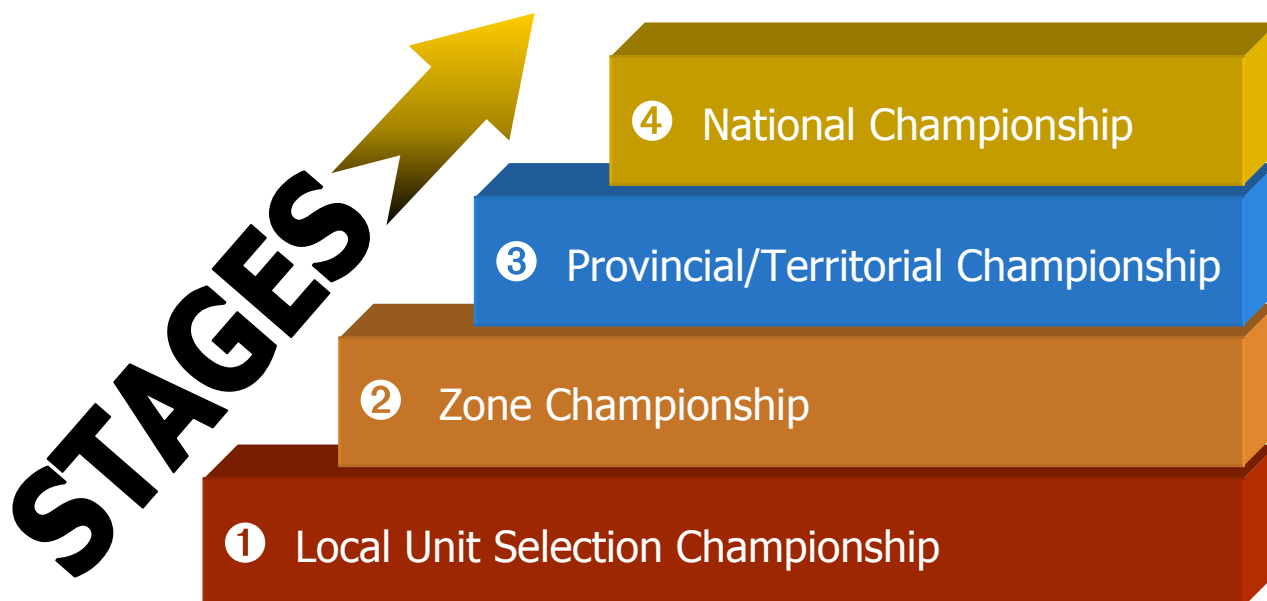 STAGES
❹ National Championship
❸ Provincial/Territorial Championship
❷ Zone Championship
❶ Local Unit Selection Championship